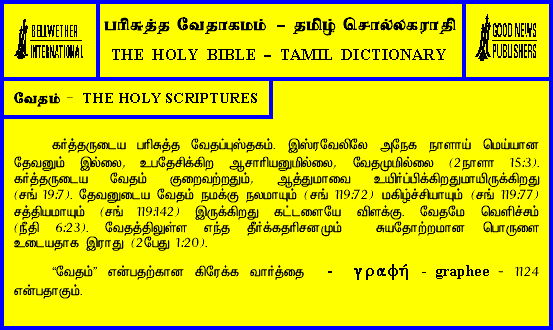 BELLWETHER
INTERNATIONAL
பரிசுத்த வேதாகமம் – தமிழ் சொல்லகராதி
THE HOLY BIBLE – TAMIL DICTIONARY
GOOD NEWS
PUBLISHERS
வேதம் – THE HOLY SCRIPTURES
கர்த்தருடைய பரிசுத்த வேதப்புஸ்தகம். இஸ்ரவேலிலே அநேக நாளாய் மெய்யான
தேவனும் இல்லை, உபதேசிக்கிற ஆசாரியனுமில்லை, வேதமுமில்லை (2நாளா 15:3).
கர்த்தருடைய வேதம் குறைவற்றதும், ஆத்துமாவை உயிர்ப்பிக்கிறதுமாயிருக்கிறது
(சங் 19:7). தேவனுடைய வேதம் நமக்கு நலமாயும் (சங் 119:72) மகிழ்ச்சியாயும் (சங் 119:77)
சத்தியமாயும் (சங் 119:142) இருக்கிறது கட்டளையே விளக்கு. வேதமே வெளிச்சம்
(நீதி 6:23). வேதத்திலுள்ள எந்த தீர்க்கதரிசனமும் சுயதோற்றமான பொருளை
உடையதாக இராது (2பேது 1:20).
“வேதம்” என்பதற்கான கிரேக்க வார்த்தை - γραφή - graphee - 1124
என்பதாகும்.